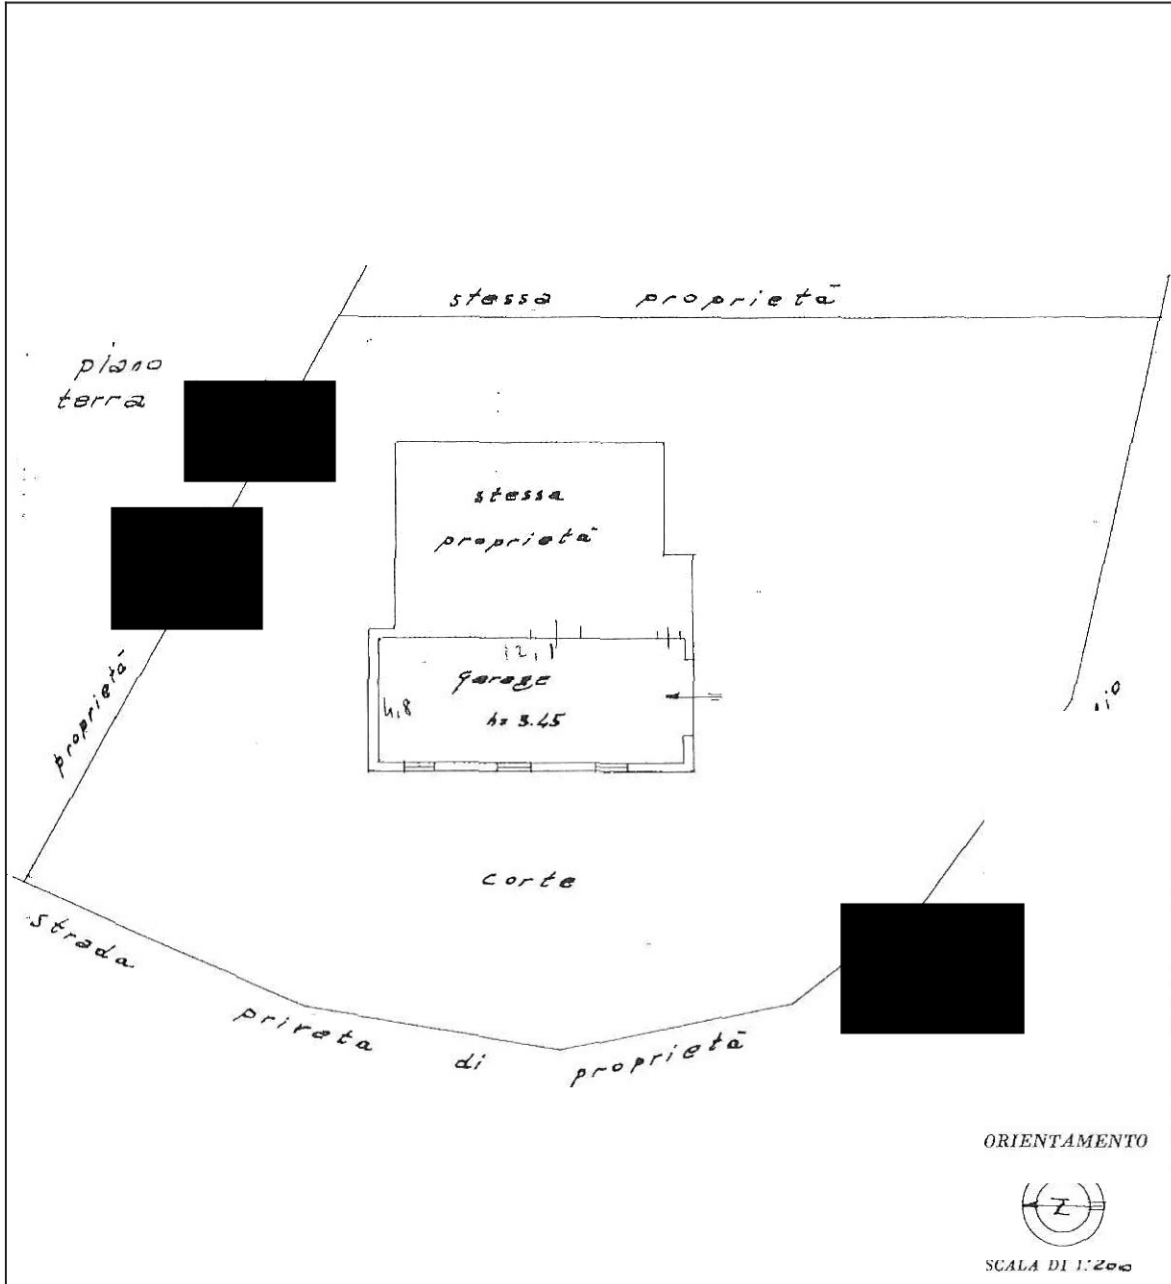 stessa proprietà
piano
terra
stessa
proprietà
12,1
garage
4,8
h= 3.45
proprietà
corte
strada privata di proprietà
ORIENTAMENTO
SCALA DI 1:200